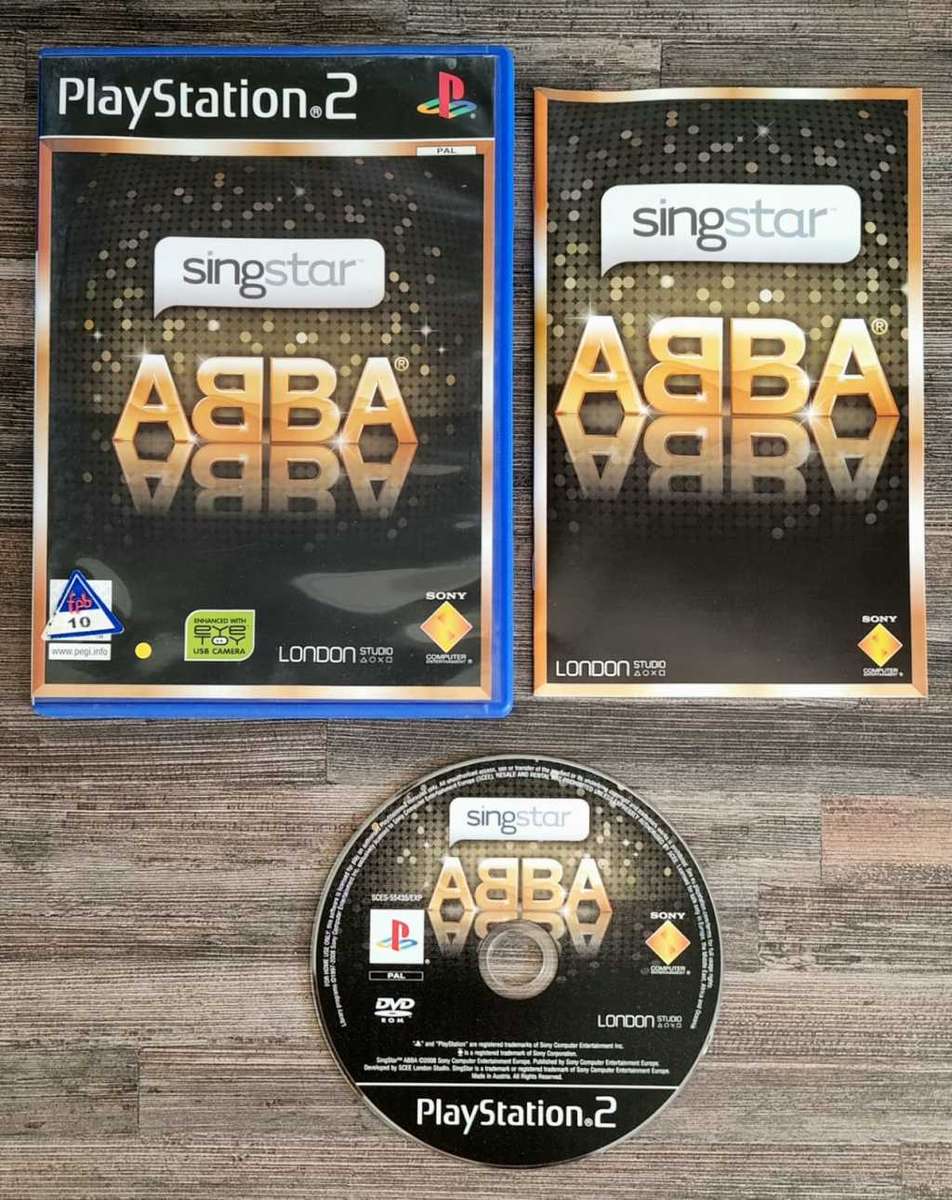 PlayStation®2
PAL
singstar™
ABBA®
fpb
10
www.pegi.info
ENHANCED WITH
EYE
TOY
USB CAMERA
LONDON STUDIO
SONY
COMPUTER
ENTERTAINMENT®
singstar™
ABBA®
LONDON STUDIO
SONY
COMPUTER
ENTERTAINMENT®
singstar
ABBA
SCES-55435/EXP
PAL
DVD
ROM
SONY
COMPUTER
ENTERTAINMENT®
LONDON STUDIO
" " and "PlayStation" are registered trademarks of Sony Computer Entertainment Inc.
is a registered trademark of Sony Corporation.
SingStar™ ABBA ©2008 Sony Computer Entertainment Europe. Published by Sony Computer Entertainment Europe.
Developed by SCEE London Studio. SingStar is a trademark or registered trademark of Sony Computer Entertainment Europe.
Made in Austria. All Rights Reserved.
PlayStation®2